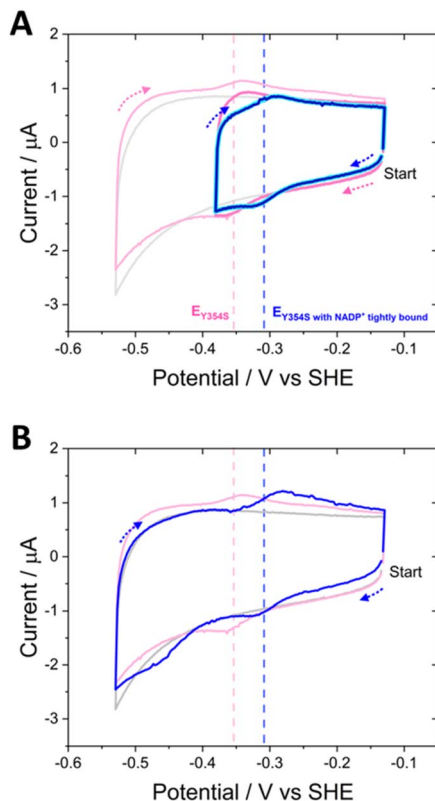 A
2
1
0
-1
-2
-3
Current / µA
Start
E Y354S
E Y354S with NADP⁺ tightly bound
-0.6 -0.5 -0.4 -0.3 -0.2 -0.1
Potential / V vs SHE
B
2
1
0
-1
-2
-3
Current / µA
Start
-0.6 -0.5 -0.4 -0.3 -0.2 -0.1
Potential / V vs SHE